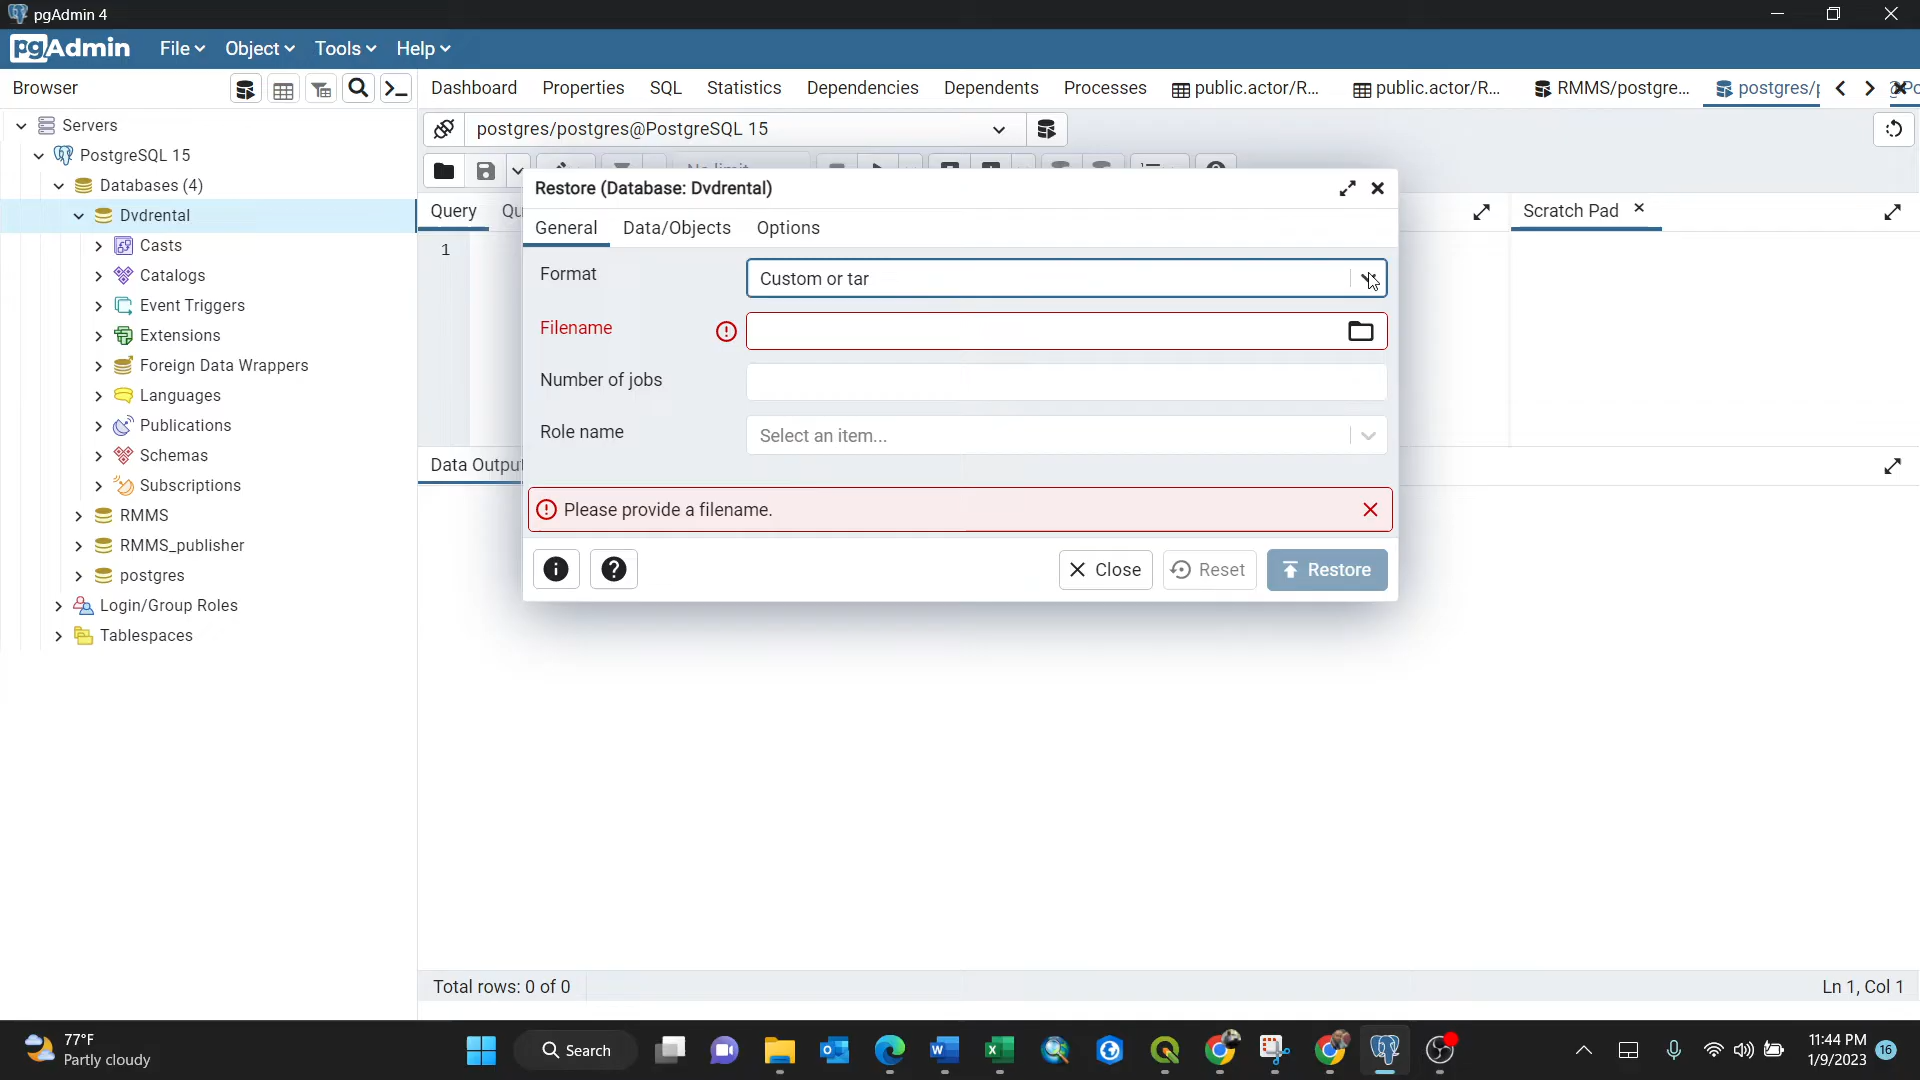 pgAdmin 4
pgAdmin File Object Tools Help
Browser
Dashboard Properties SQL Statistics Dependencies Dependents Processes public.actor/R... public.actor/R... RMMS/postgre... postgres/
Servers
PostgreSQL 15
Databases (4)
Dvdrental
Casts
Catalogs
Event Triggers
Extensions
Foreign Data Wrappers
Languages
Publications
Schemas
Subscriptions
RMMS
RMMS_publisher
postgres
Login/Group Roles
Tablespaces
postgres/postgres@PostgreSQL 15
No limit
Query Qu
Scratch Pad
1
Restore (Database: Dvdrental)
General Data/Objects Options
Format Custom or tar
Filename
Number of jobs
Role name Select an item...
Please provide a filename.
Close Reset Restore
Data Output
Total rows: 0 of 0
Ln 1, Col 1
77°F
Partly cloudy
Search
11:44 PM
1/9/2023
16